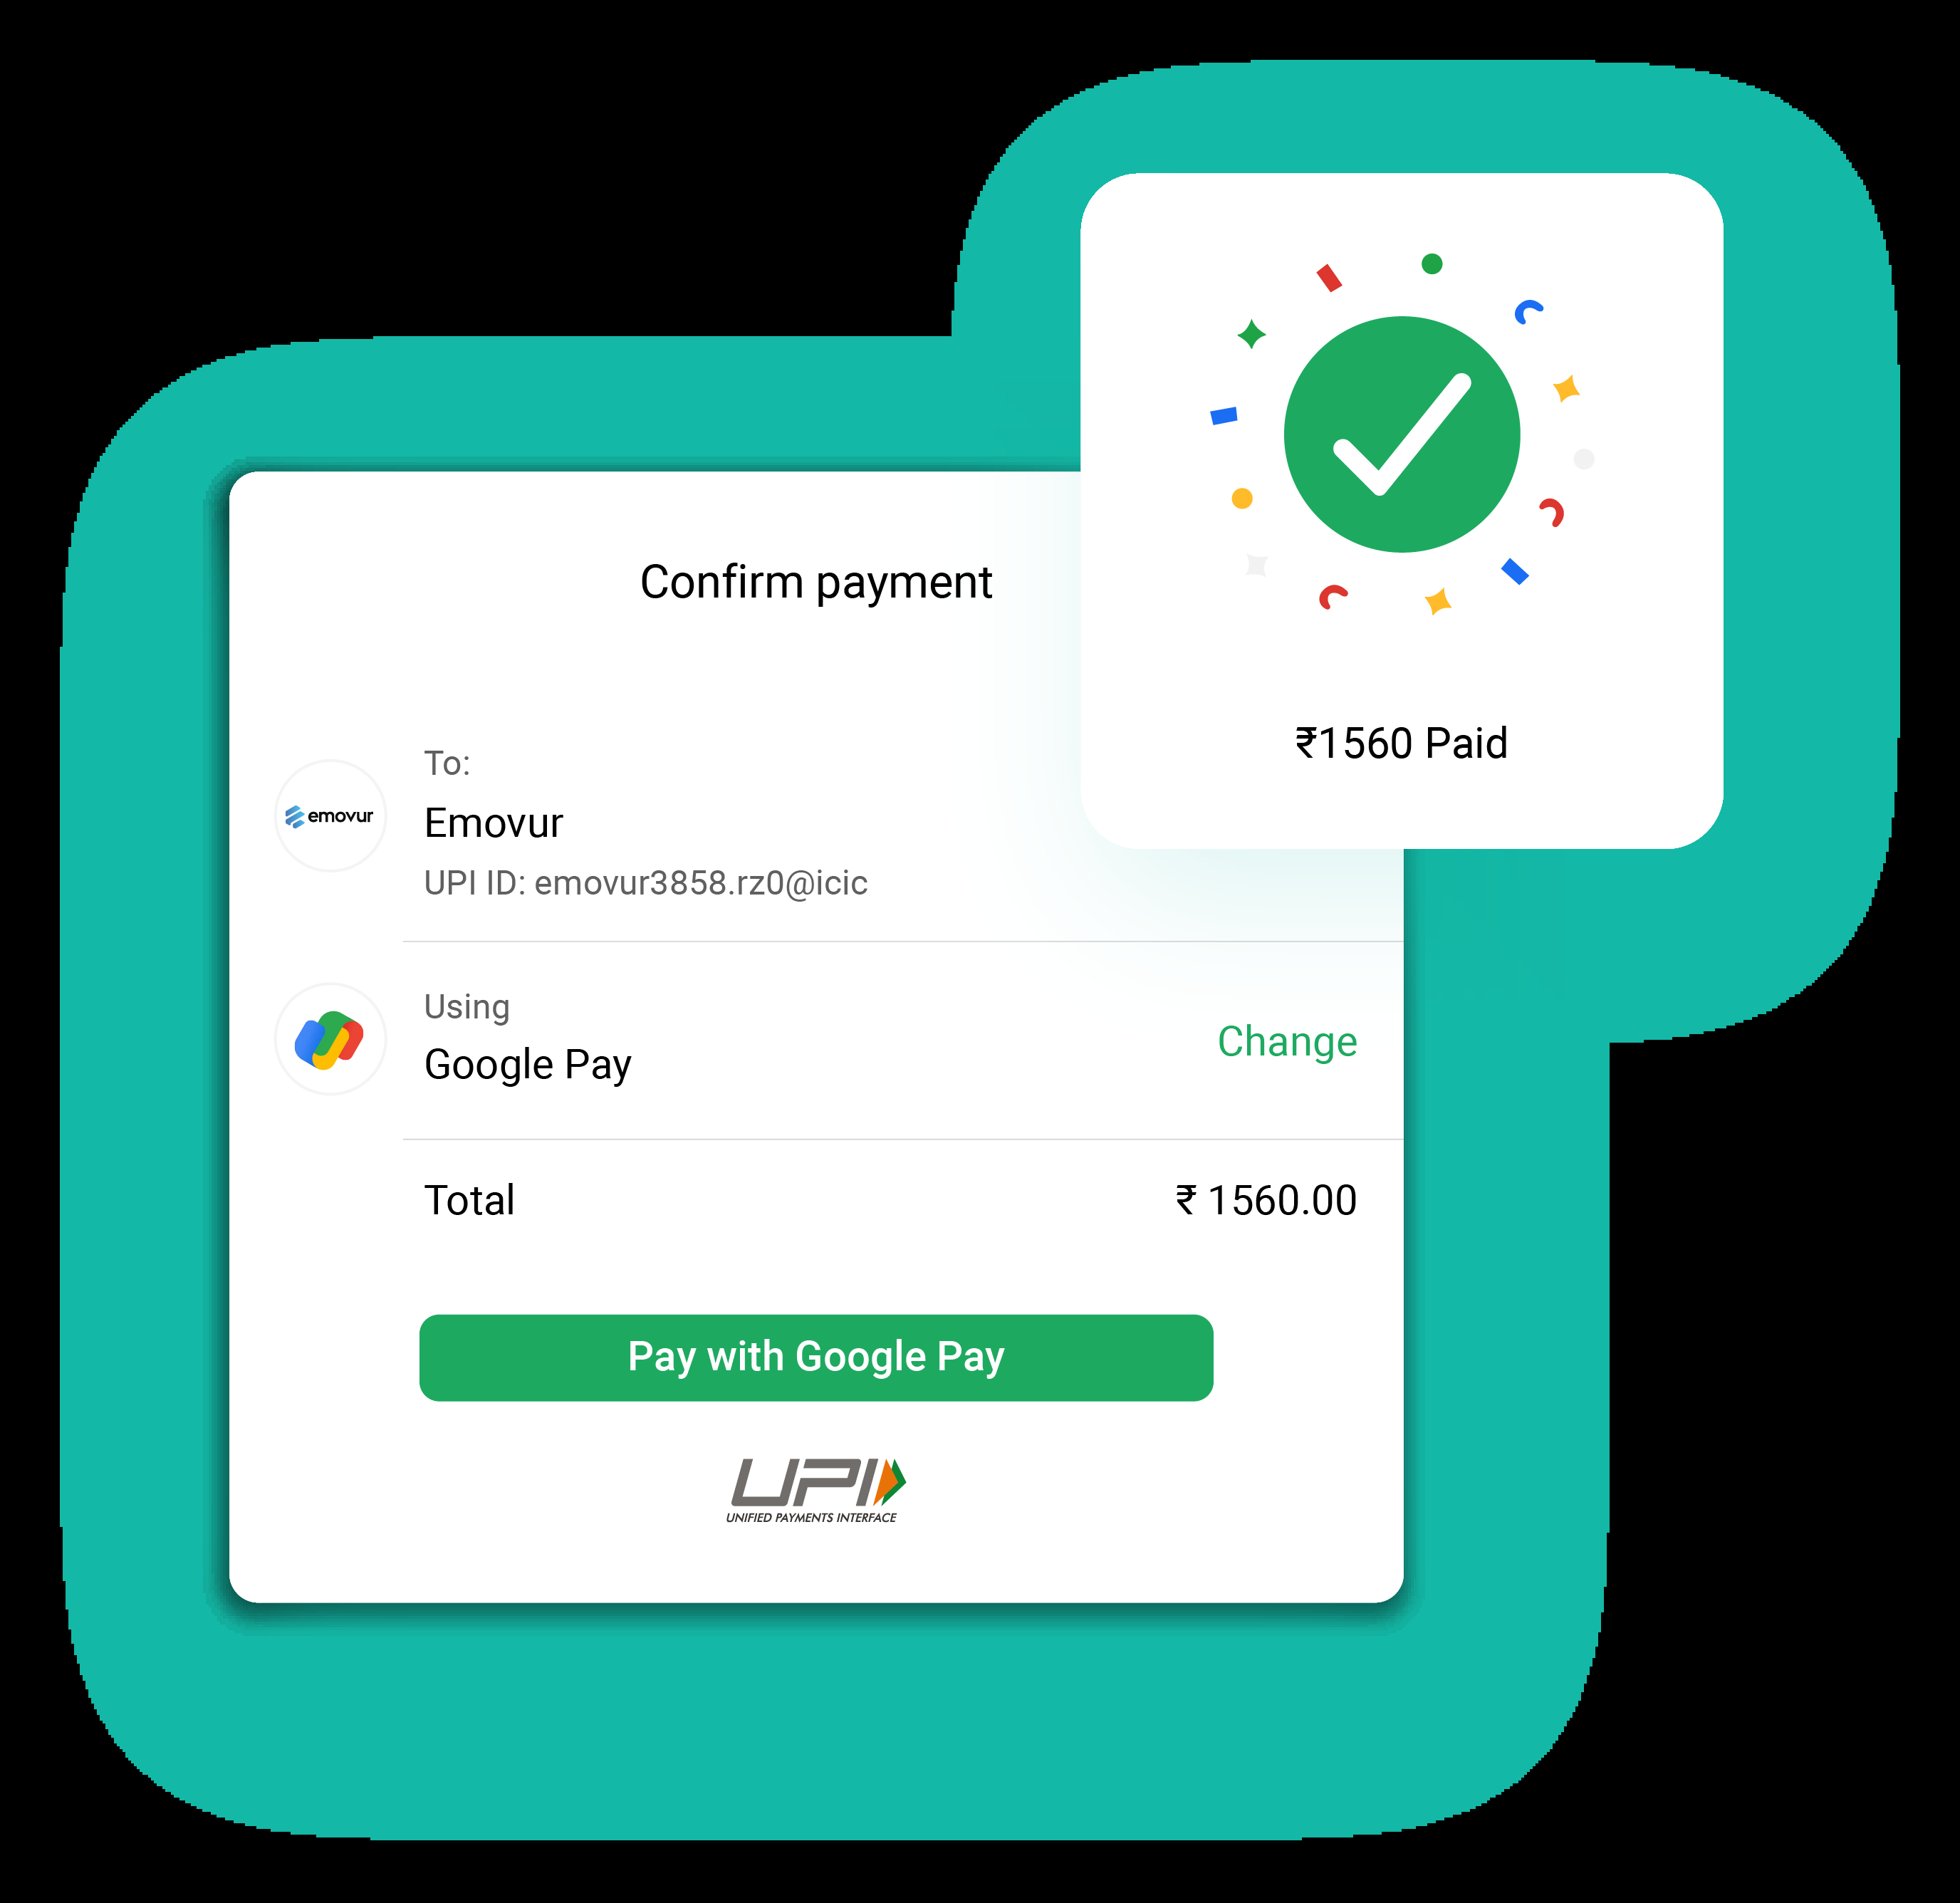 Confirm payment
₹1560 Paid
To:
emovur
Emovur
UPI ID: emovur3858.rz0@icic
Using
Google Pay
Change
Total
₹ 1560.00
Pay with Google Pay
UPI
UNIFIED PAYMENTS INTERFACE